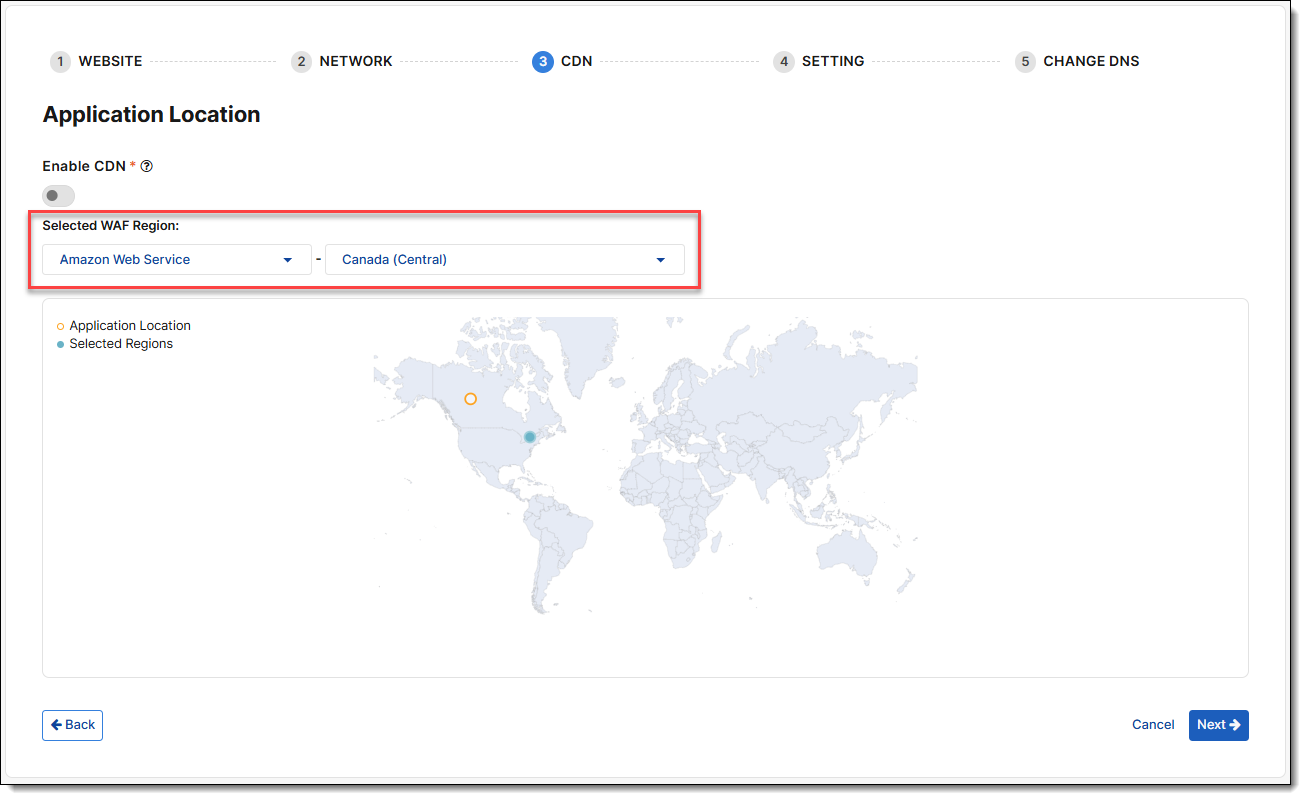 1 WEBSITE 2 NETWORK 3 CDN 4 SETTING 5 CHANGE DNS
Application Location
Enable CDN * ?
Selected WAF Region:
Amazon Web Service - Canada (Central)
Application Location
Selected Regions
Back Cancel Next